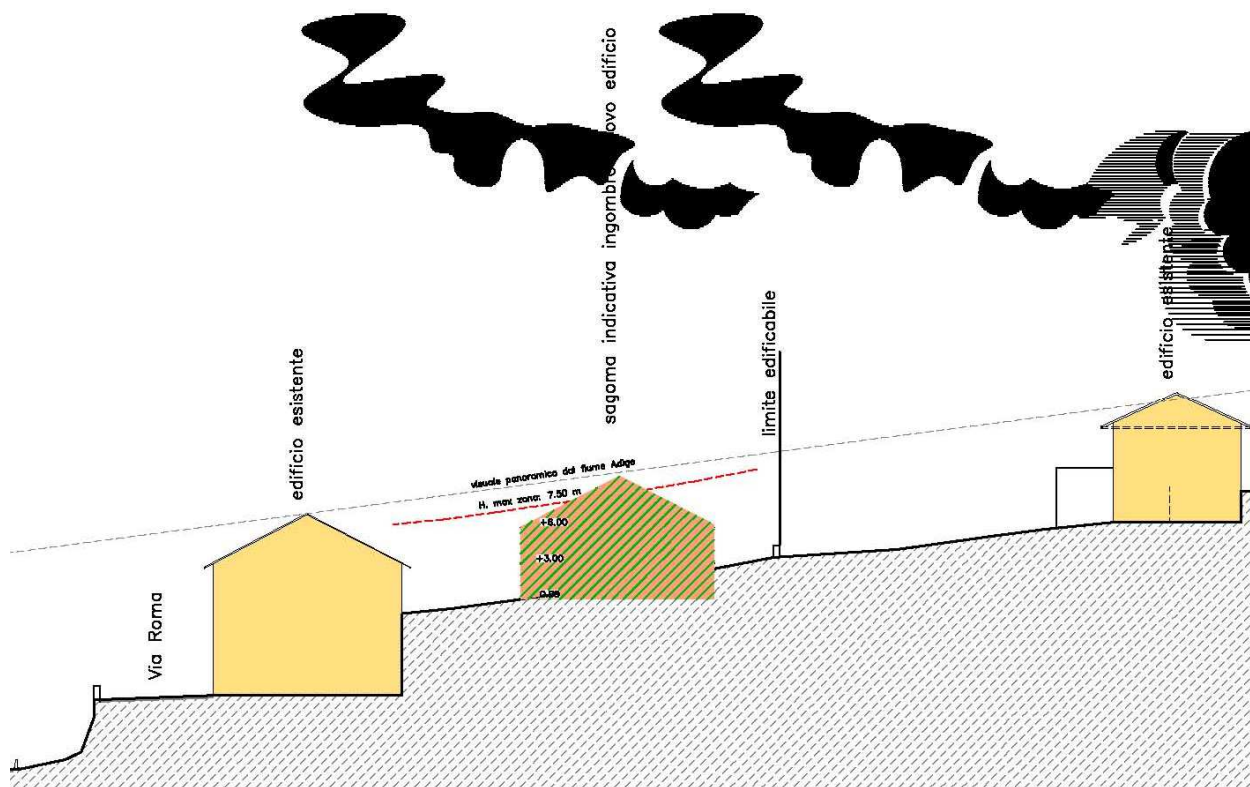 sagoma indicativa ingombro nuovo edificio
edificio esistente
limite edificabile
edificio esistente
visuale panoramica dal fiume Adige
H. max zona: 7.50 m
+6.00
+3.00
Via Roma